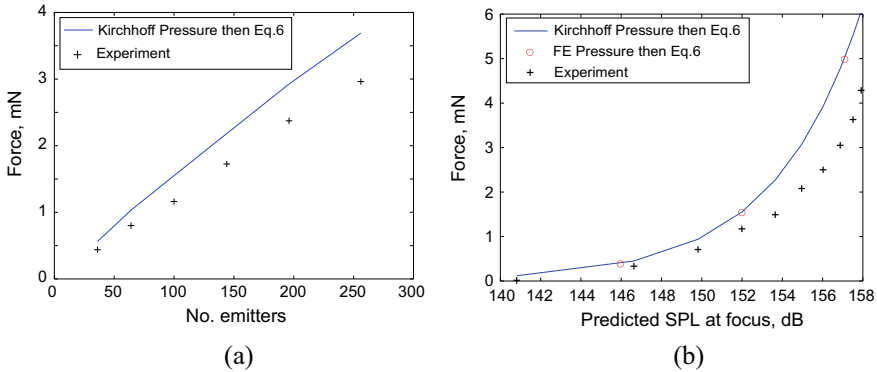 4
3
2
1
0
0
50
100
150
200
250
300
Force, mN
No. emitters
Kirchhoff Pressure then Eq.6
Experiment
(a)
6
5
4
3
2
1
0
140
142
144
146
148
150
152
154
156
158
Force, mN
Predicted SPL at focus, dB
Kirchhoff Pressure then Eq.6
FE Pressure then Eq.6
Experiment
(b)